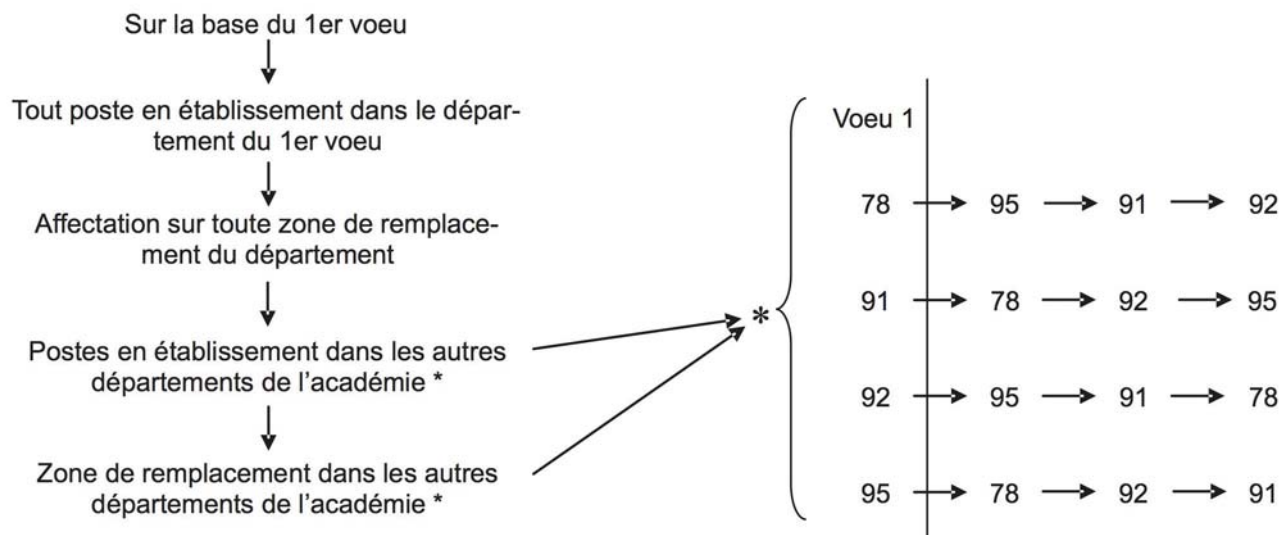 Sur la base du 1er voeu
Tout poste en établissement dans le dépar-
tement du 1er voeu
Affectation sur toute zone de remplace-
ment du département
Postes en établissement dans les autres
départements de l'académie *
Zone de remplacement dans les autres
départements de l'académie *
*
Voeu 1
78 95 91 92
91 78 92 95
92 95 91 78
95 78 92 91